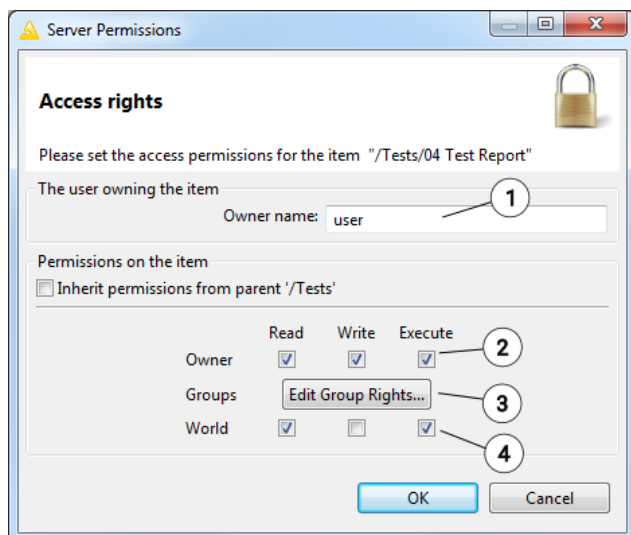 Server Permissions
Access rights
Please set the access permissions for the item "/Tests/04 Test Report"
The user owning the item
Owner name: user 1
Permissions on the item
Inherit permissions from parent '/Tests'
Read Write Execute
Owner 2
Groups Edit Group Rights... 3
World 4
OK Cancel